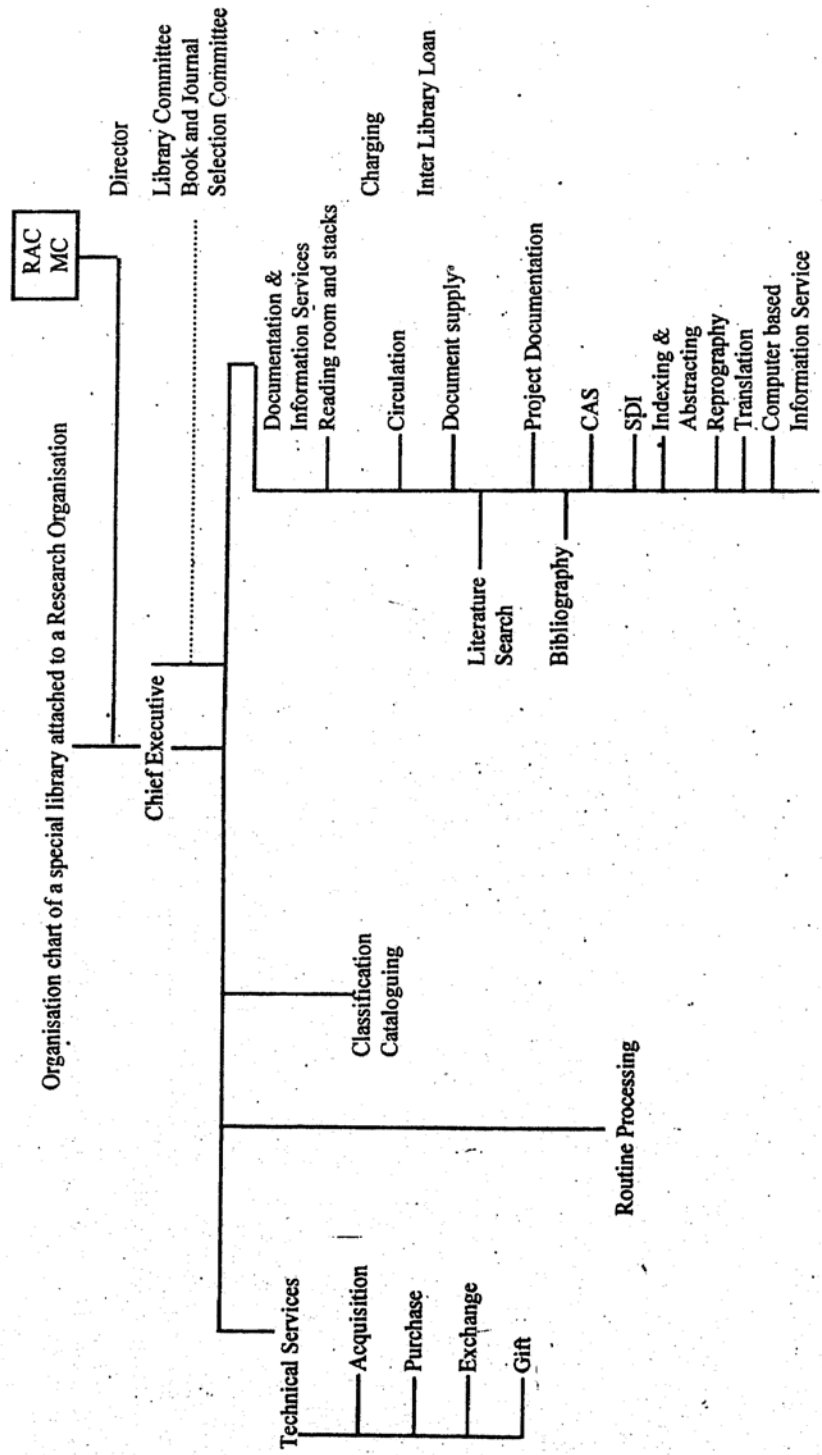 Organisation chart of a special library attached to a Research Organisation
RAC
MC
Director
Chief Executive
Library Committee
Book and Journal
Selection Committee
Technical Services
Acquisition
Purchase
Exchange
Gift
Routine Processing
Classification
Cataloguing
Documentation &
Information Services
Reading room and stacks
Circulation
Charging
Inter Library Loan
Document supply
Literature
Search
Project Documentation
Bibliography
CAS
SDI
Indexing &
Abstracting
Reprography
Translation
Computer based
Information Service